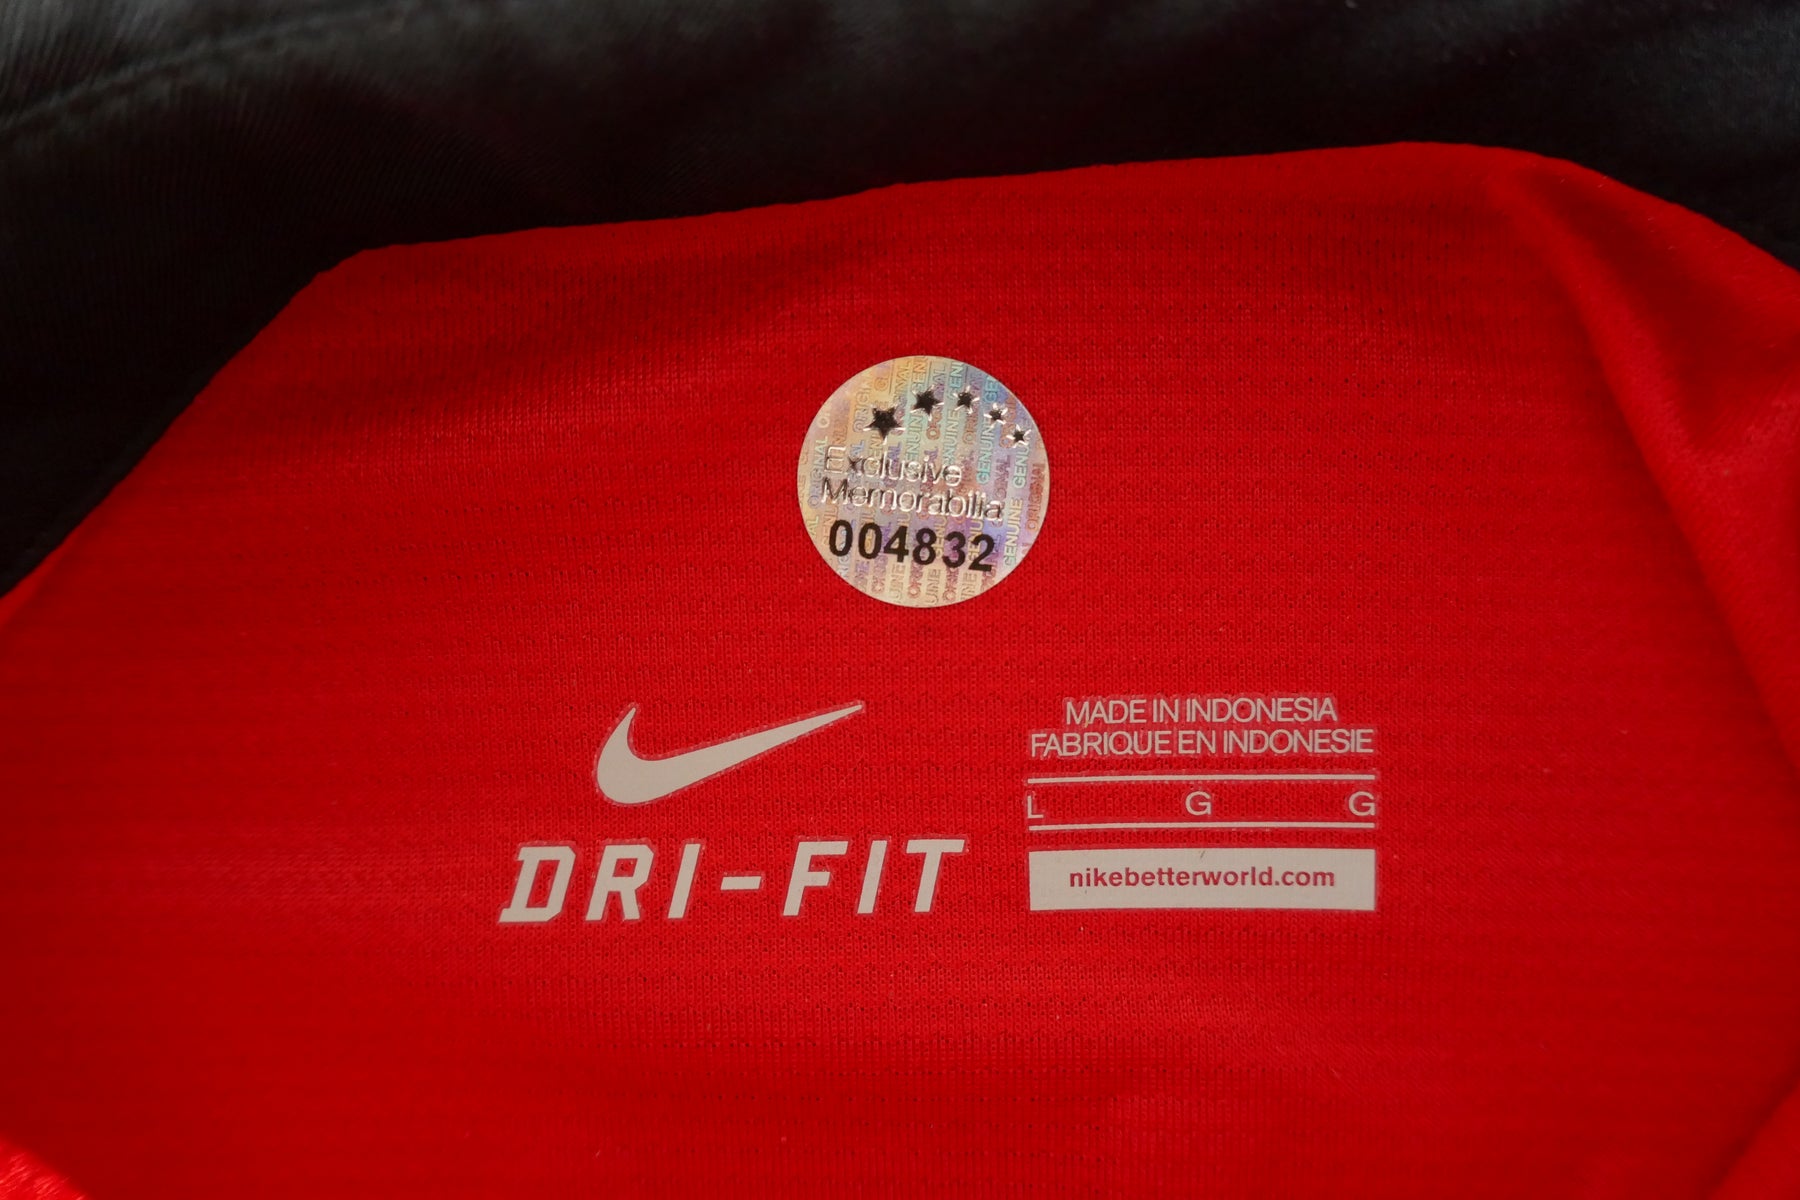 Exclusive
Memorabilia
004832
DRI-FIT
MADE IN INDONESIA
FABRIQUE EN INDONESIE
L G G
nikebetterworld.com